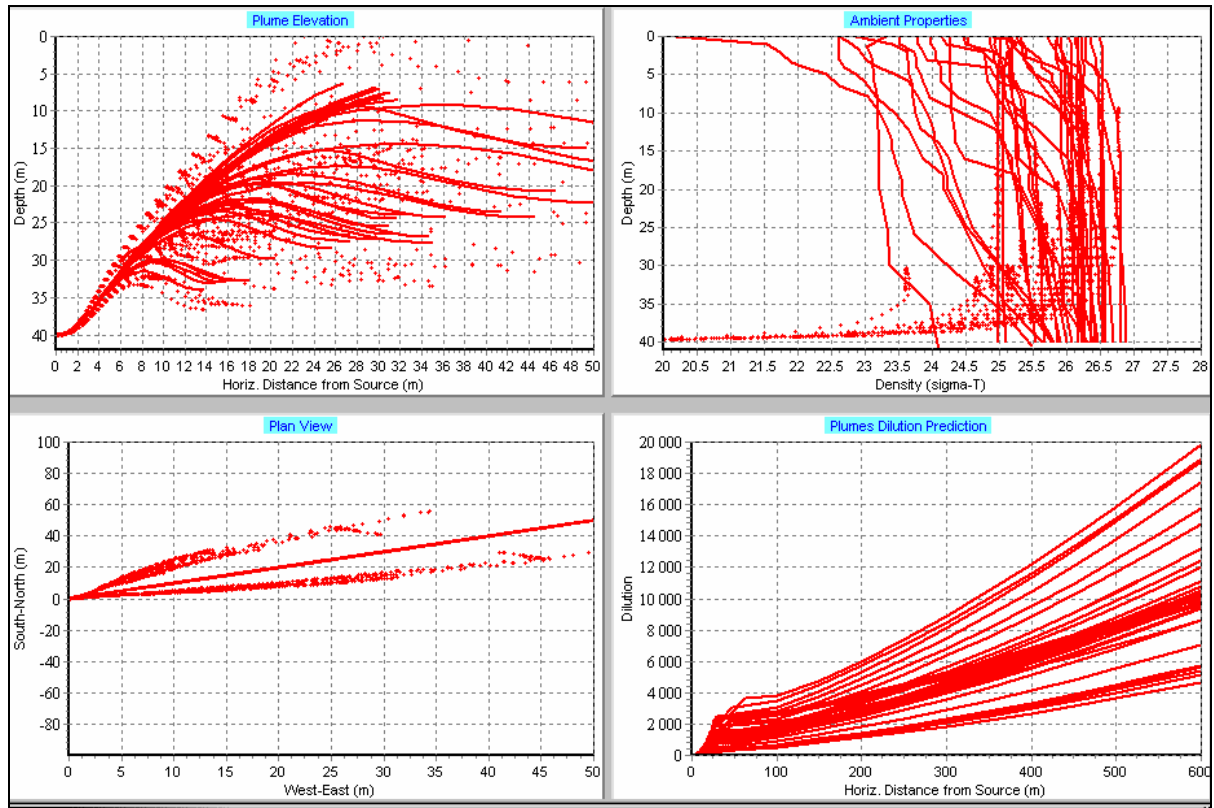 Plume Elevation
0
5
10
15
20
25
30
35
40
Depth (m)
0 2 4 6 8 10 12 14 16 18 20 22 24 26 28 30 32 34 36 38 40 42 44 46 48 50
Horiz. Distance from Source (m)
Ambient Properties
0
5
10
15
20
25
30
35
40
Depth (m)
20 20.5 21 21.5 22 22.5 23 23.5 24 24.5 25 25.5 26 26.5 27 27.5 28
Density (sigma-T)
Plan View
100
80
60
40
20
0
-20
-40
-60
-80
South-North (m)
0 5 10 15 20 25 30 35 40 45 50
West-East (m)
Plumes Dilution Prediction
20 000
18 000
16 000
14 000
12 000
10 000
8 000
6 000
4 000
2 000
0
Dilution
0 100 200 300 400 500 600
Horiz. Distance from Source (m)